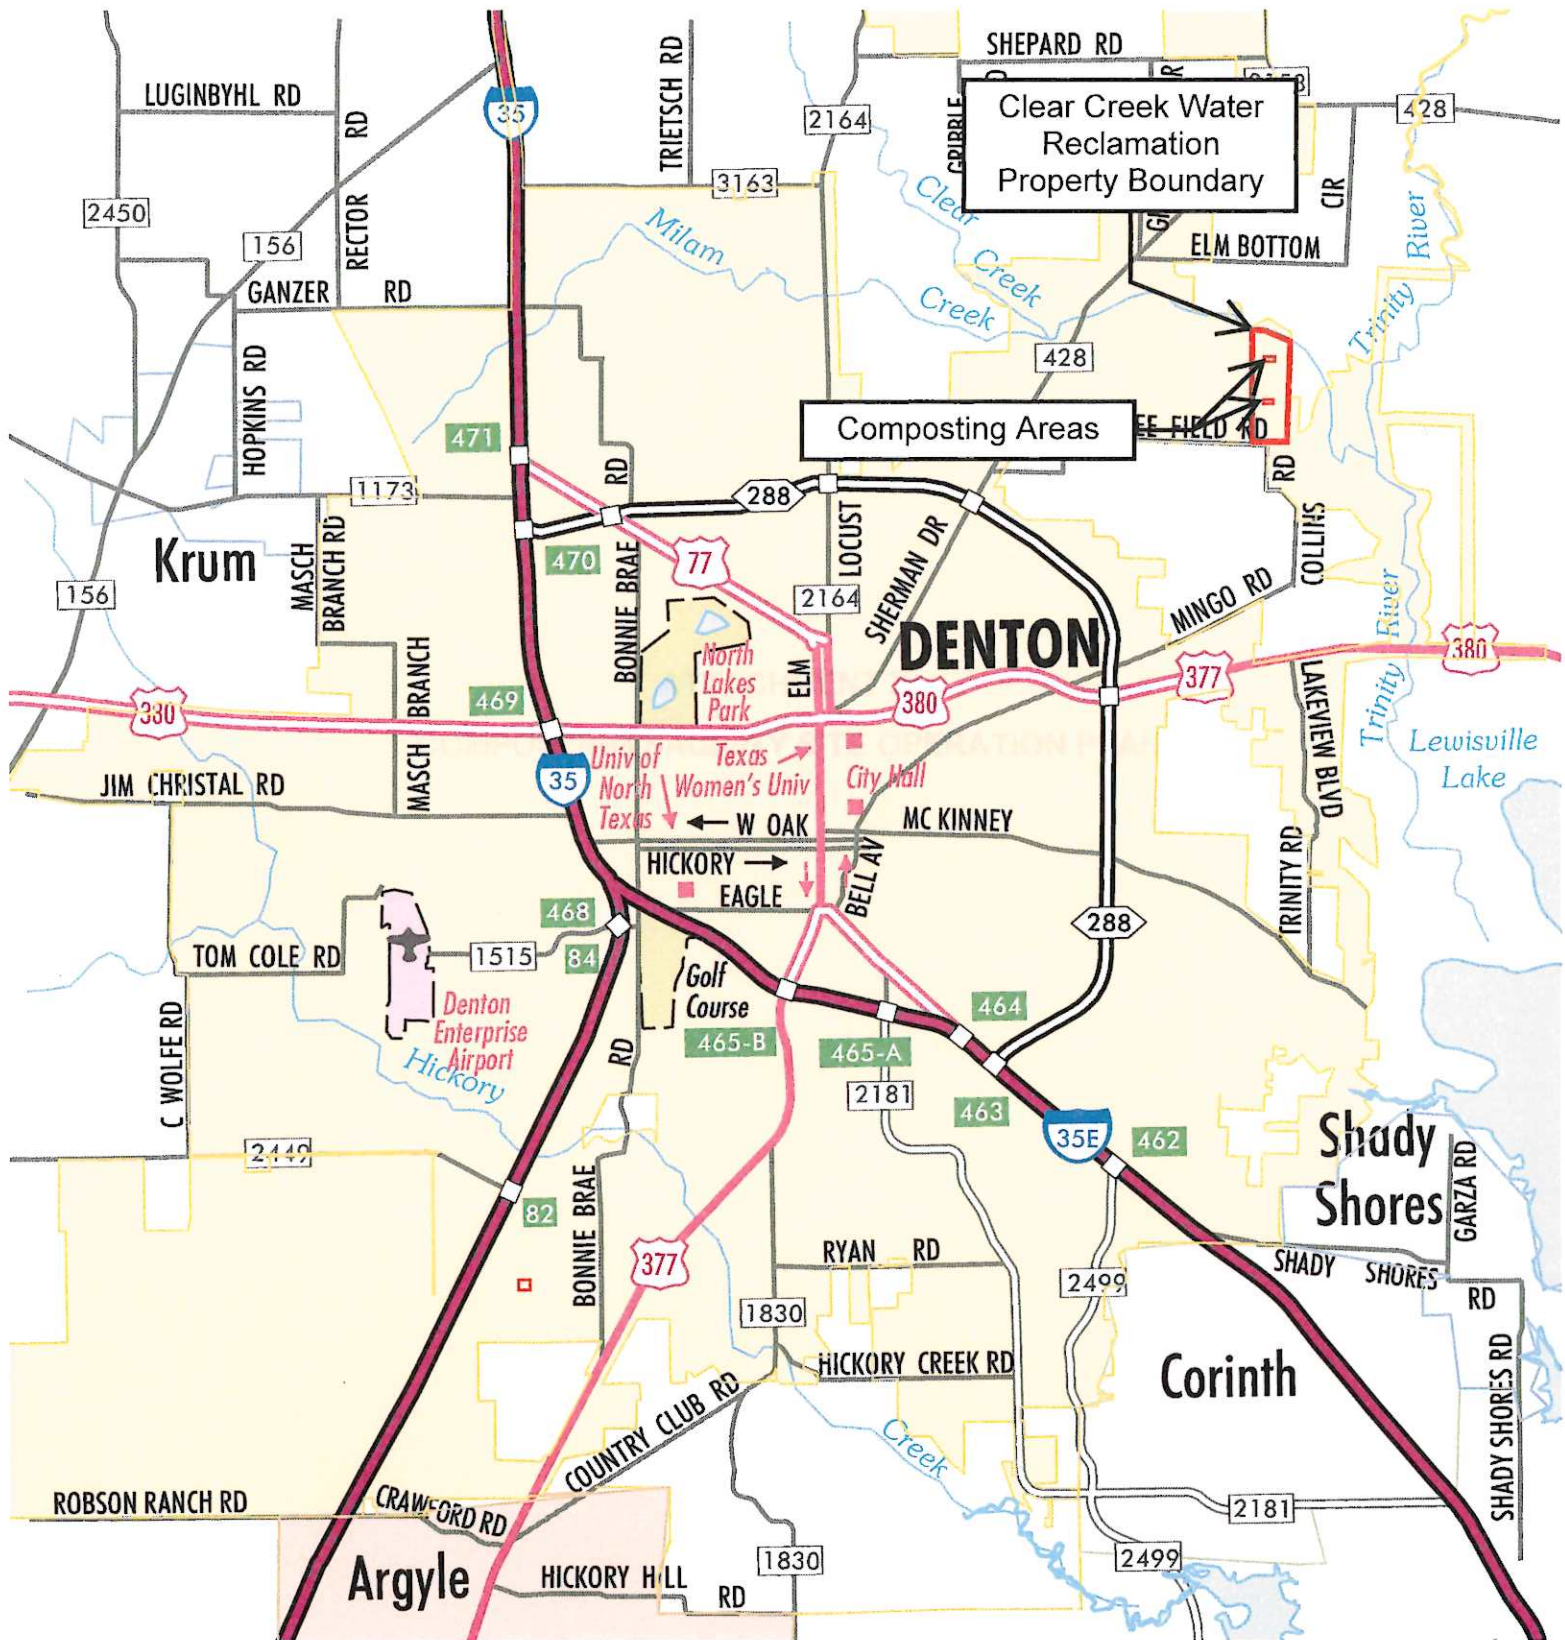 SHEPARD RD
LUGINBYHL RD
35
TRIETSCH RD
2164
GRIBBLE
Clear Creek Water
Reclamation
Property Boundary
428
RECTOR RD
3163
2450
156
Clear
Creek
Milam
Creek
CIR
ELM BOTTOM
Trinity River
GANZER RD
HOPKINS RD
428
471
Composting Areas
EE FIELD RD
RD
1173
288
RD
LOCUST
COLLINS
Krum
MASCH
BRANCH RD
470
77
SHERMAN DR
156
BONNIE BRAE
2164
DENTON
MINGO RD
Trinity River
380
377
North
Lakes
Park
ELM
469
380
380
MASCH BRANCH
LAKEVIEW BLVD
Lewisville
Lake
Univ of
North
Texas
Texas
Women's Univ
City Hall
35
JIM CHRISTAL RD
W OAK
MC KINNEY
HICKORY
EAGLE
BELL AV
TRINITY RD
468
84
288
TOM COLE RD
1515
Golf
Course
Denton
Enterprise
Airport
464
465-B
465-A
C WOLFE RD
Hickory
RD
2181
463
35E
462
Shady
Shores
GARZA RD
2449
82
BONNIE BRAE
377
RYAN RD
SHADY SHORES
RD
2499
1830
HICKORY CREEK RD
Corinth
COUNTRY CLUB RD
Creek
SHADY SHORES RD
ROBSON RANCH RD
CRAWFORD RD
2181
Argyle
HICKORY HILL
RD
1830
2499